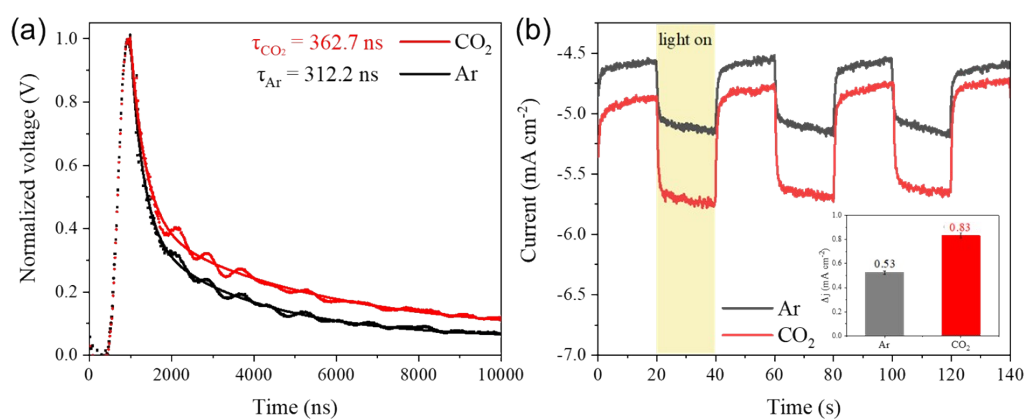 (a)
τCO₂ = 362.7 ns
CO₂
τAr = 312.2 ns
Ar
Normalized voltage (V)
1.0
0.8
0.6
0.4
0.2
0.0
0 2000 4000 6000 8000 10000
Time (ns)
(b)
light on
Current (mA cm⁻²)
-4.5
-5.0
-5.5
-6.0
-6.5
-7.0
Ar
CO₂
Δj (mA cm⁻²)
1.0
0.8
0.6
0.4
0.2
0.0
0.53
0.83
Ar CO₂
0 20 40 60 80 100 120 140
Time (s)